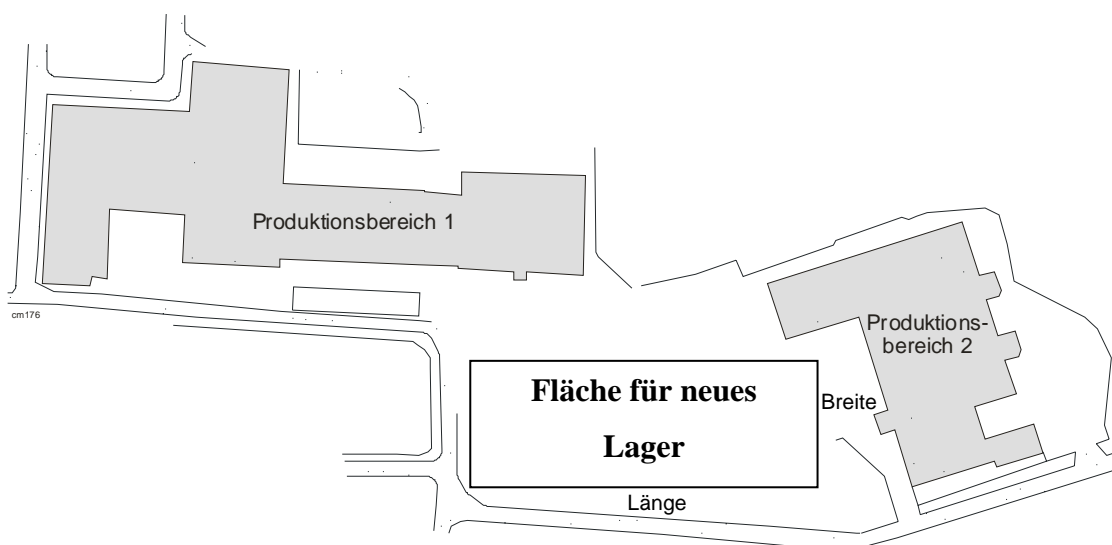 Produktionsbereich 1
cm176
Produktions-
bereich 2
Fläche für neues
Lager
Breite
Länge